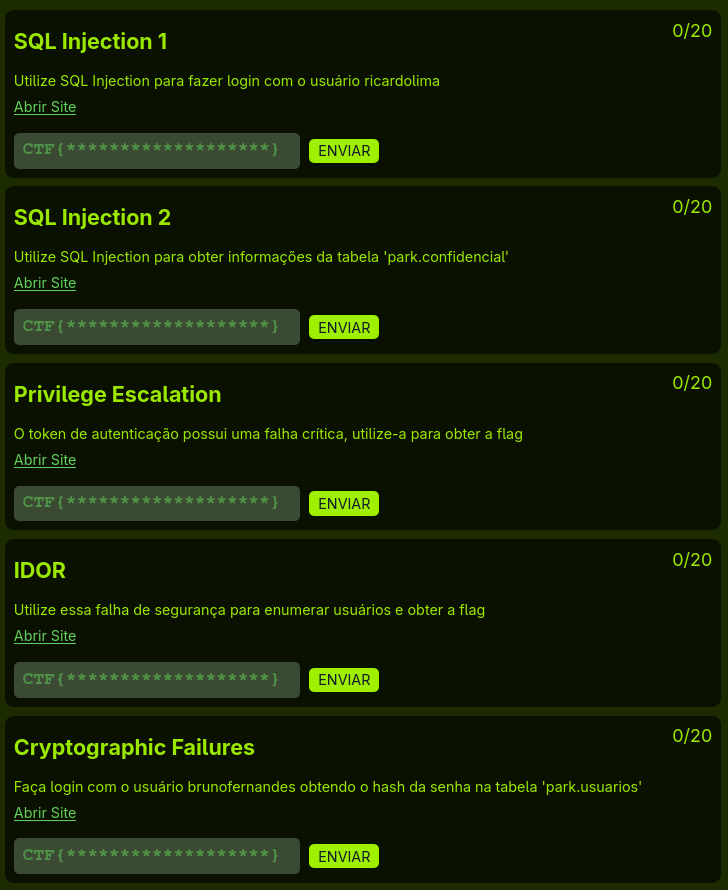 SQL Injection 1
0/20
Utilize SQL Injection para fazer login com o usuário ricardolima
Abrir Site
CTF{*******************}
ENVIAR
SQL Injection 2
0/20
Utilize SQL Injection para obter informações da tabela 'park.confidencial'
Abrir Site
CTF{*******************}
ENVIAR
Privilege Escalation
0/20
O token de autenticação possui uma falha crítica, utilize-a para obter a flag
Abrir Site
CTF{*******************}
ENVIAR
IDOR
0/20
Utilize essa falha de segurança para enumerar usuários e obter a flag
Abrir Site
CTF{*******************}
ENVIAR
Cryptographic Failures
0/20
Faça login com o usuário brunofernandes obtendo o hash da senha na tabela 'park.usuarios'
Abrir Site
CTF{*******************}
ENVIAR